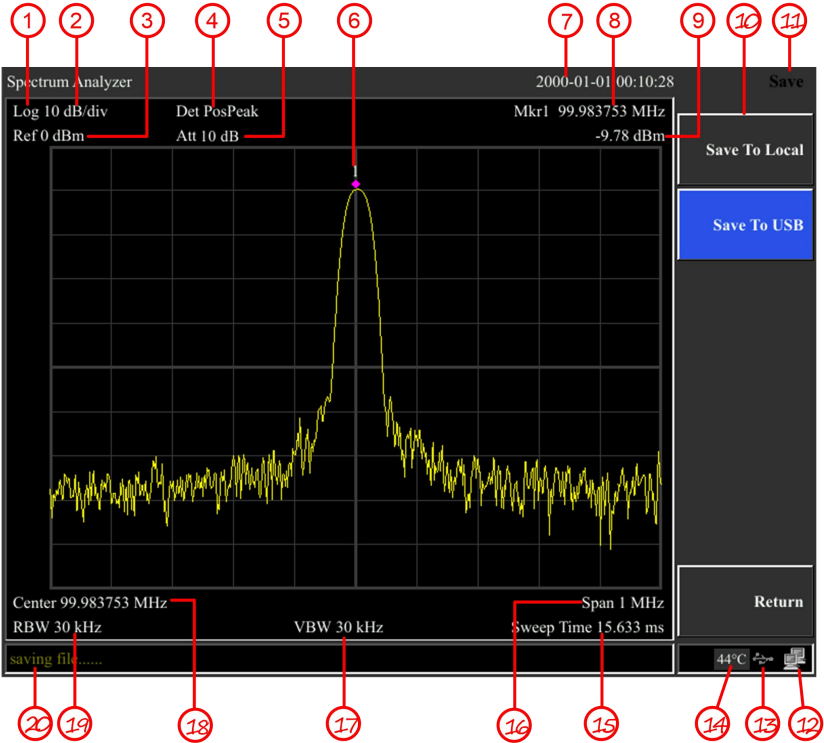 1 2 3 4 5 6 7 8 9 10 11
Spectrum Analyzer 2000-01-01 00:10:28 Save
Log 10 dB/div Det PosPeak Mkr1 99.983753 MHz
Ref 0 dBm Att 10 dB -9.78 dBm
Save To Local
1
Save To USB
Center 99.983753 MHz Span 1 MHz Return
RBW 30 kHz VBW 30 kHz Sweep Time 15.633 ms
saving file...... 44°C
20 19 18 17 16 15 14 13 12